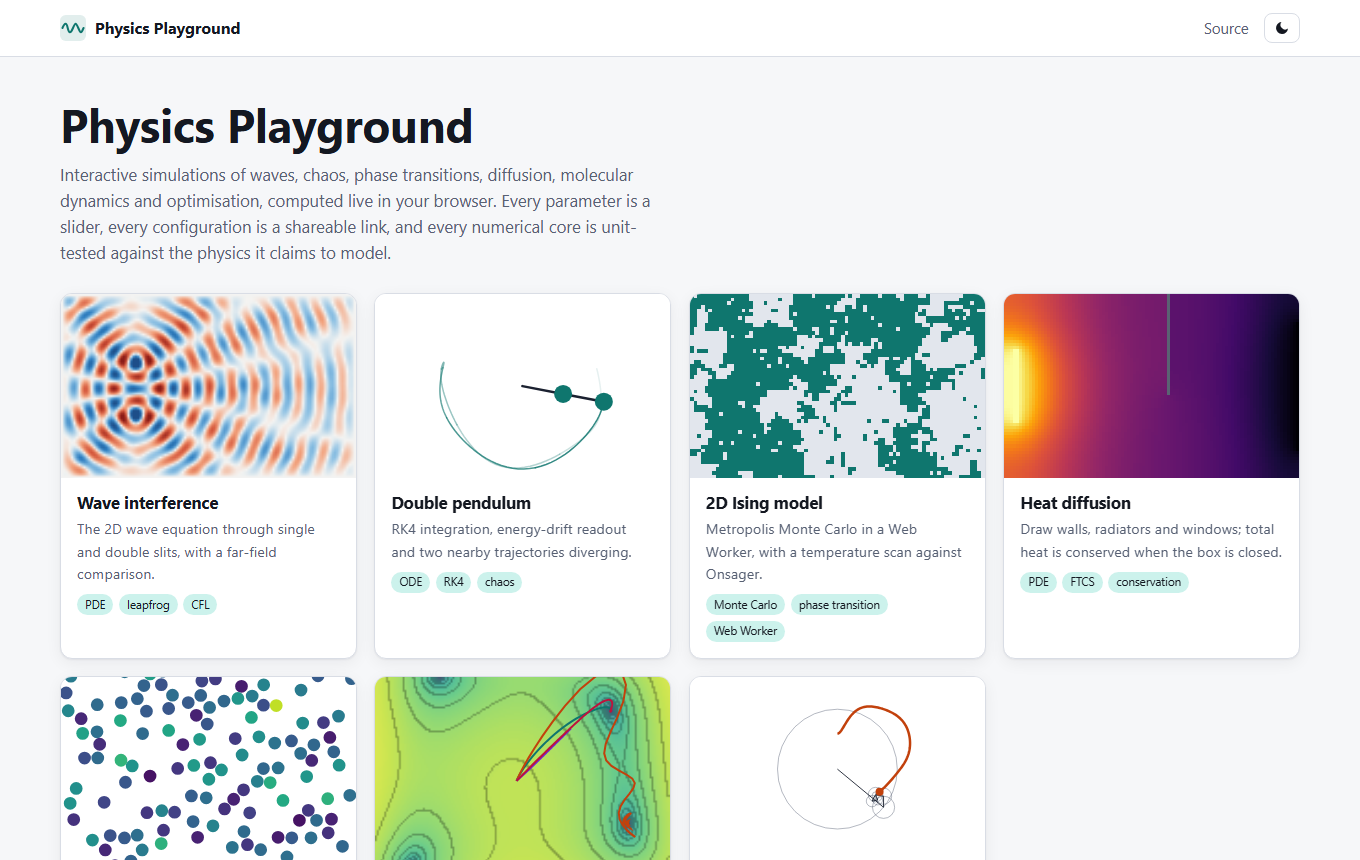 Physics Playground
Source
Physics Playground
Interactive simulations of waves, chaos, phase transitions, diffusion, molecular
dynamics and optimisation, computed live in your browser. Every parameter is a
slider, every configuration is a shareable link, and every numerical core is unit-
tested against the physics it claims to model.
Wave interference
The 2D wave equation through single
and double slits, with a far-field
comparison.
PDE leapfrog CFL
Double pendulum
RK4 integration, energy-drift readout
and two nearby trajectories diverging.
ODE RK4 chaos
2D Ising model
Metropolis Monte Carlo in a Web
Worker, with a temperature scan against
Onsager.
Monte Carlo phase transition
Web Worker
Heat diffusion
Draw walls, radiators and windows; total
heat is conserved when the box is closed.
PDE FTCS conservation